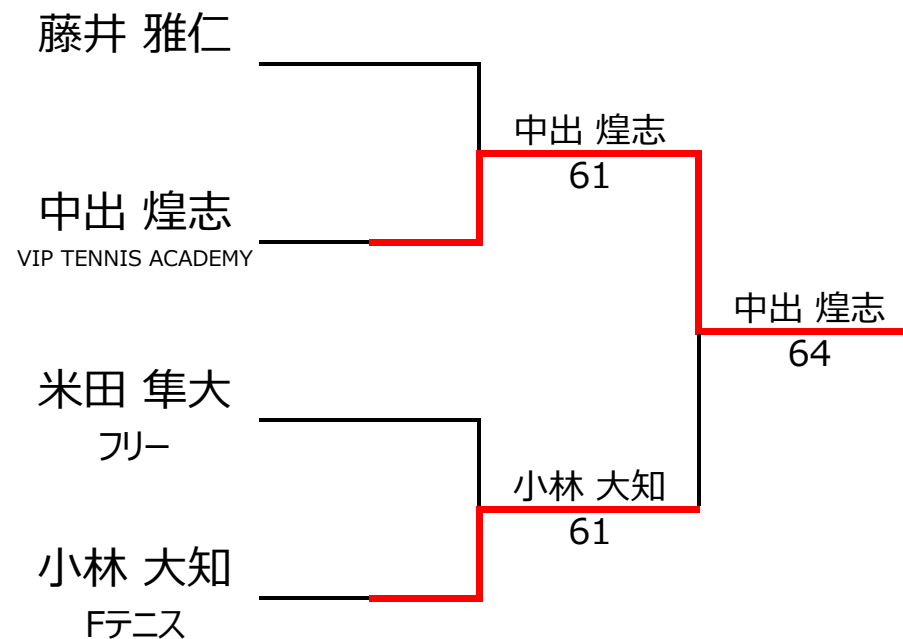 藤井 雅仁
中出 煌志
61
中出 煌志
VIP TENNIS ACADEMY
中出 煌志
64
米田 隼大
フリー
小林 大知
61
小林 大知
Fテニス